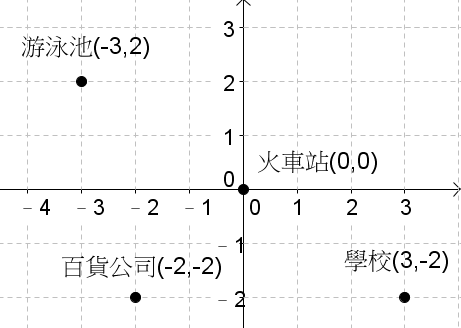 3
游泳池(-3,2)
2
1
火車站(0,0)
0
- 4 - 3 - 2 - 1 0 1 2 3
- 1
百貨公司(-2,-2)
學校(3,-2)
- 2